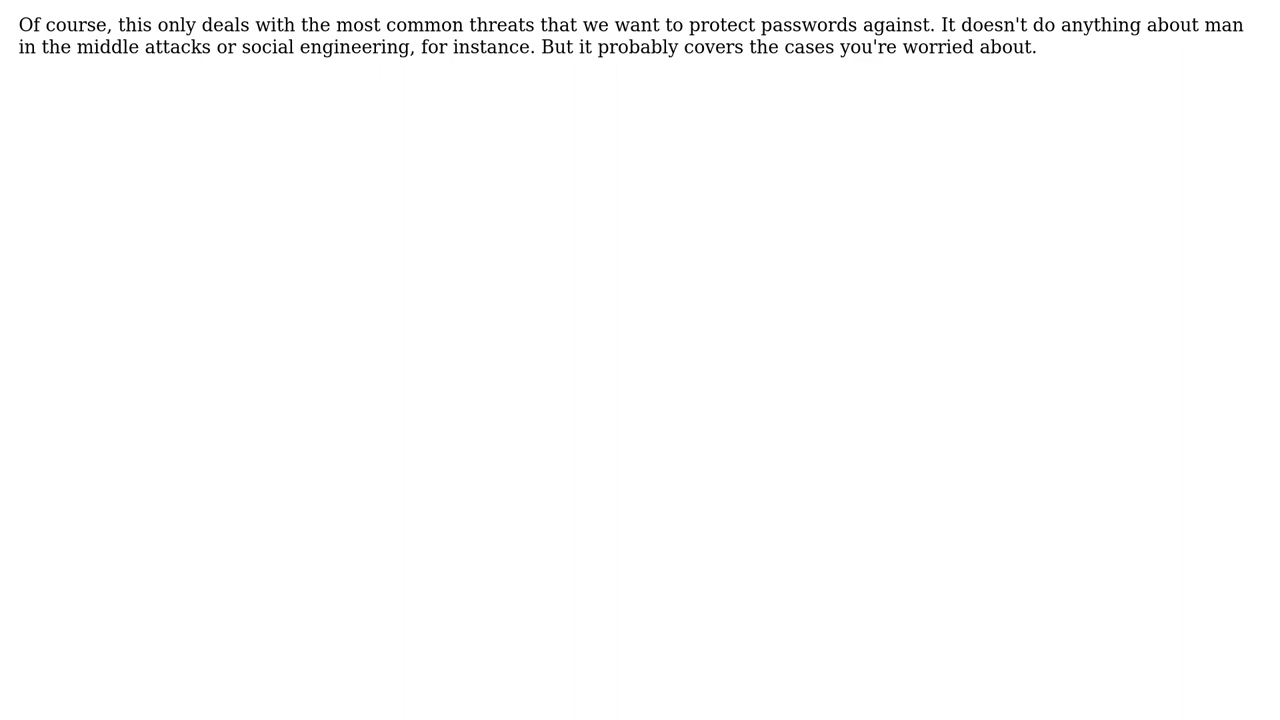 Of course, this only deals with the most common threats that we want to protect passwords against. It doesn't do anything about man
in the middle attacks or social engineering, for instance. But it probably covers the cases you're worried about.